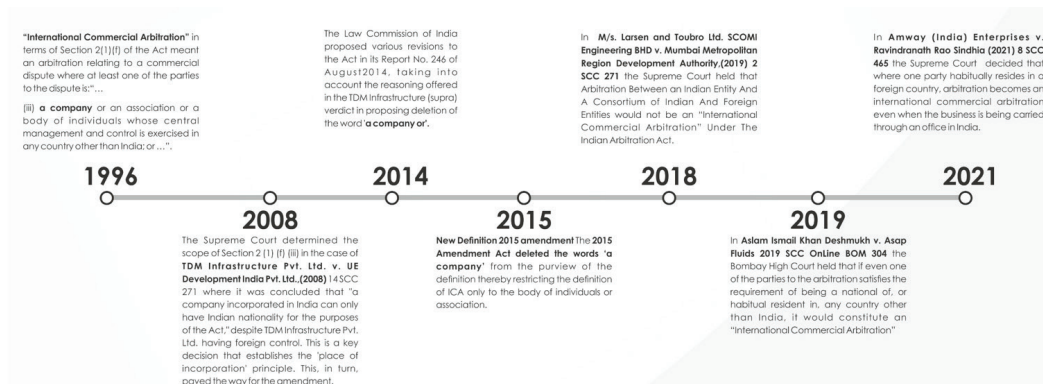 "International Commercial Arbitration" in
terms of Section 2(1)(f) of the Act meant
an arbitration relating to a commercial
dispute where at least one of the parties
to the dispute is:"...
(iii) a company or an association or a
body of individuals whose central
management and control is exercised in
any country other than India; or ...".
1996
2008
The Supreme Court determined the
scope of Section 2 (1) (f) (iii) in the case of
TDM Infrastructure Pvt. Ltd. v. UE
Development India Pvt. Ltd.,(2008) 14 SCC
271 where it was concluded that "a
company incorporated in India can only
have Indian nationality for the purposes
of the Act," despite TDM Infrastructure Pvt.
Ltd. having foreign control. This is a key
decision that establishes the 'place of
incorporation' principle. This, in turn,
paved the way for the amendment.
The Law Commission of India
proposed various revisions to
the Act in its Report No. 246 of
August2014, taking into
account the reasoning offered
in the TDM Infrastructure (supra)
verdict in proposing deletion of
the word 'a company or'.
2014
2015
New Definition 2015 amendment The 2015
Amendment Act deleted the words 'a
company' from the purview of the
definition thereby restricting the definition
of ICA only to the body of individuals or
association.
In M/s. Larsen and Toubro Ltd. SCOMI
Engineering BHD v. Mumbai Metropolitan
Region Development Authority,(2019) 2
SCC 271 the Supreme Court held that
Arbitration Between an Indian Entity And
A Consortium of Indian And Foreign
Entities would not be an "International
Commercial Arbitration" Under The
Indian Arbitration Act.
2018
2019
In Aslam Ismail Khan Deshmukh v. Asap
Fluids 2019 SCC OnLine BOM 304 the
Bombay High Court held that if even one
of the parties to the arbitration satisfies the
requirement of being a national of, or
habitual resident in, any country other
than India, it would constitute an
"International Commercial Arbitration"
In Amway (India) Enterprises v.
Ravindranath Rao Sindhia (2021) 8 SCC
465 the Supreme Court decided that
where one party habitually resides in a
foreign country, arbitration becomes an
international commercial arbitration
even when the business is being carried
through an office in India.
2021